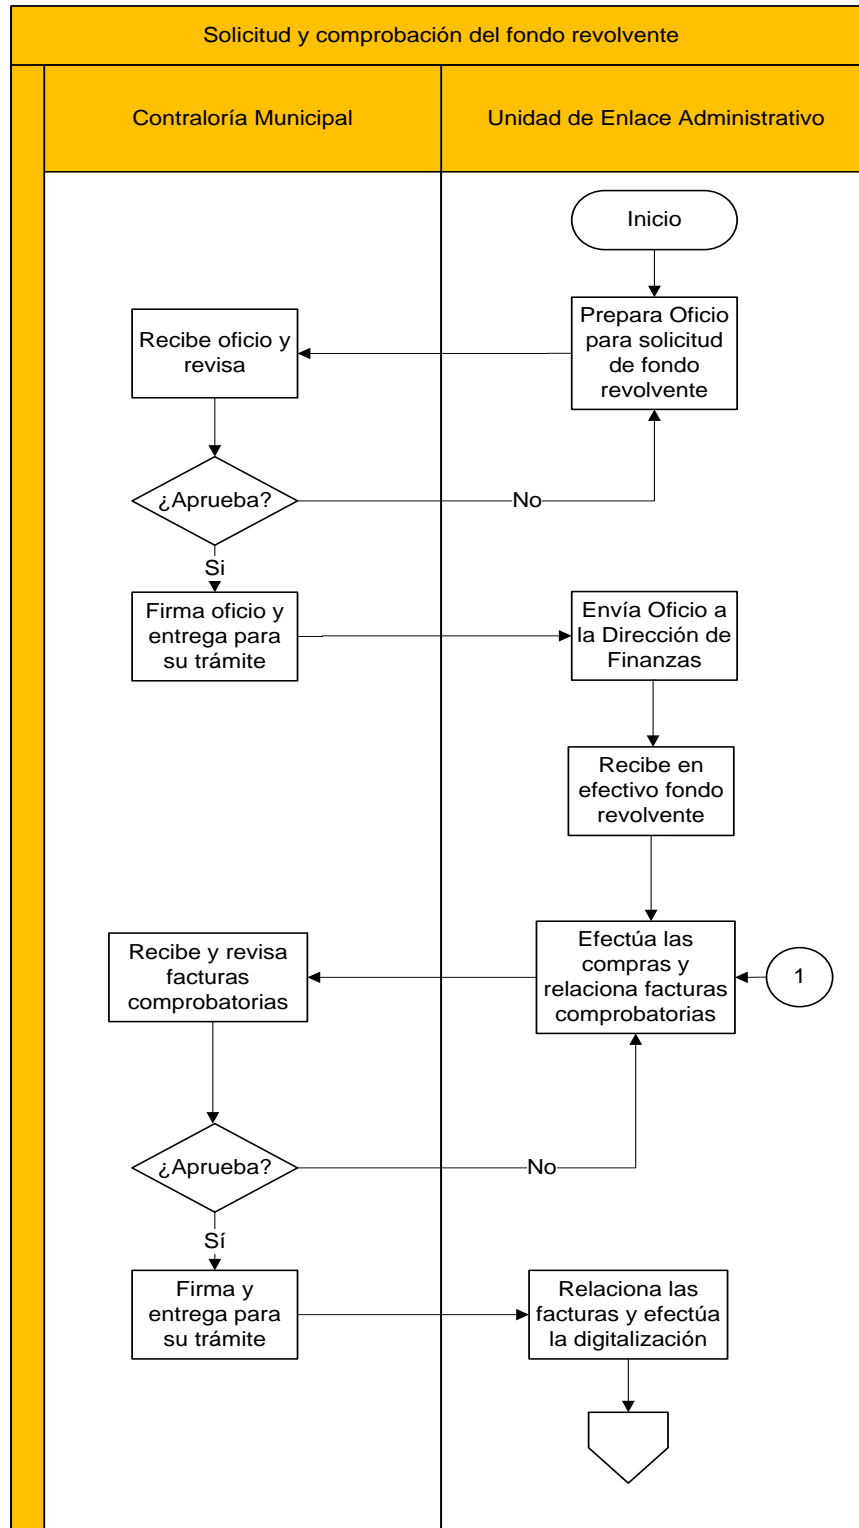 Solicitud y comprobación del fondo revolvente
Contraloría Municipal
Unidad de Enlace Administrativo
Inicio
Prepara Oficio
para solicitud
de fondo
revolvente
Recibe oficio y
revisa
¿Aprueba?
No
Si
Firma oficio y
entrega para
su trámite
Envía Oficio a
la Dirección de
Finanzas
Recibe en
efectivo fondo
revolvente
Efectúa las
compras y
relaciona facturas
comprobatorias
1
Recibe y revisa
facturas
comprobatorias
¿Aprueba?
No
Sí
Firma y
entrega para
su trámite
Relaciona las
facturas y efectúa
la digitalización